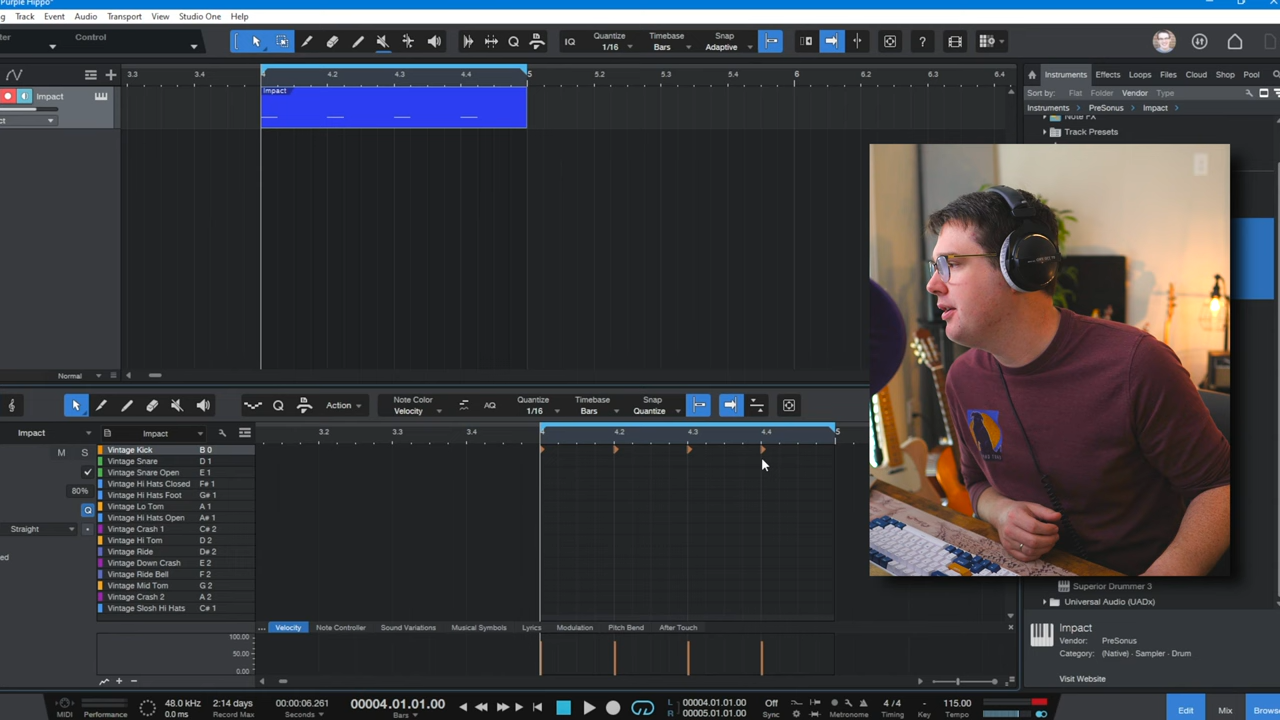 Purple Hippo*
Track Event Audio Transport View Studio One Help
Control
IQ Quantize 1/16 Timebase Bars Snap Adaptive
3.3 3.4 4 4.2 4.3 4.4 5 5.2 5.3 5.4 6 6.2 6.3 6.4
Impact
Impact
Normal
Instruments Effects Loops Files Cloud Shop Pool
Sort by: Flat Folder Vendor Type
Instruments PreSonus Impact
Note FX
Track Presets
Action AQ
Note Color Velocity
Quantize 1/16
Timebase Bars
Snap Quantize
Impact Impact
3.2 3.3 3.4 4 4.2 4.3 4.4 5
M S
80%
Straight
Vintage Kick B 0
Vintage Snare D 1
Vintage Snare Open E 1
Vintage Hi Hats Closed F# 1
Vintage Hi Hats Foot G# 1
Vintage Lo Tom A 1
Vintage Hi Hats Open A# 1
Vintage Crash 1 C# 2
Vintage Hi Tom D 2
Vintage Ride D# 2
Vintage Down Crash E 2
Vintage Ride Bell F 2
Vintage Mid Tom G 2
Vintage Crash 2 A 2
Vintage Slosh Hi Hats C# 1
Velocity Note Controller Sound Variations Musical Symbols Lyrics Modulation Pitch Bend After Touch
100.00
50.00
0.00
Superior Drummer 3
Universal Audio (UADx)
Impact
Vendor: PreSonus
Category: (Native) - Sampler - Drum
Visit Website
MIDI Performance
48.0 kHz
0.0 ms
2:14 days
Record Max
00:00:06.261
Seconds
00004.01.01.00
Bars
L 00004.01.01.00
R 00005.01.01.00
Off
Sync
Metronome
4 / 4
Timing
Key
115.00
Tempo
Edit Mix Brows